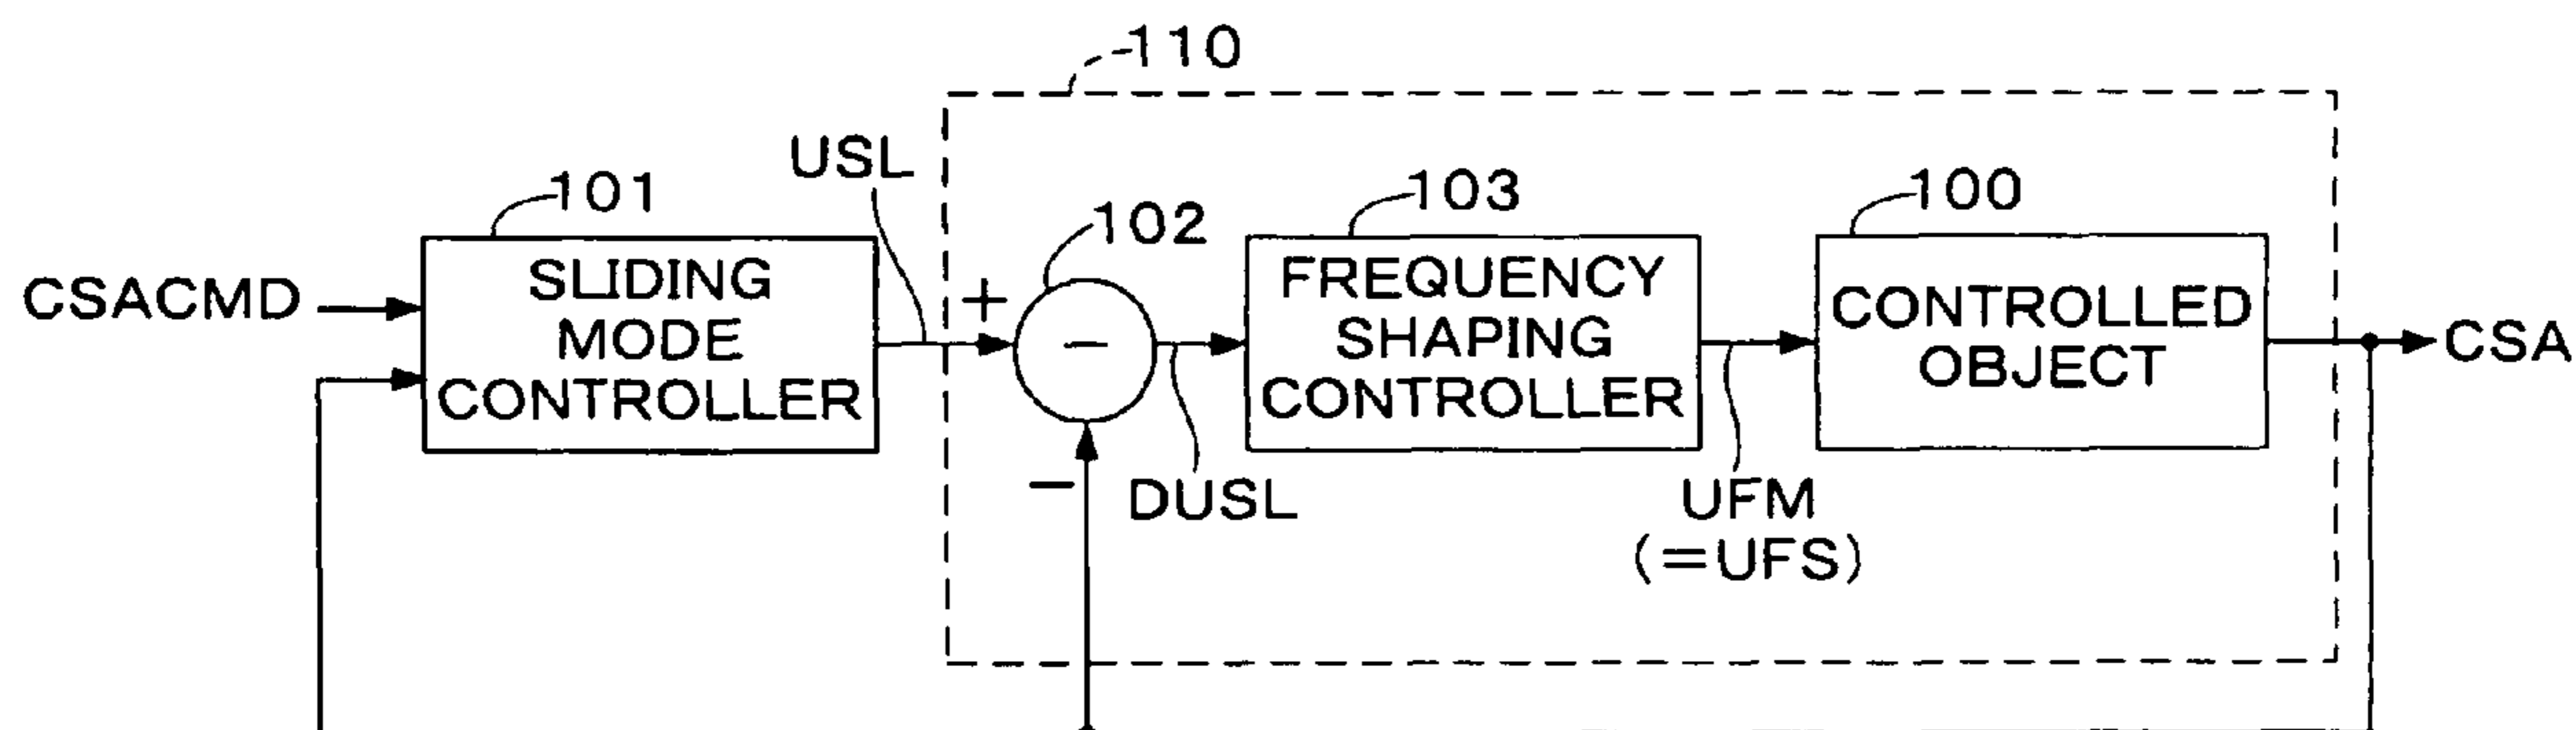 110
USL
101
103
100
102
CSACMD
SLIDING
MODE
CONTROLLER
+
−
FREQUENCY
SHAPING
CONTROLLER
CONTROLLED
OBJECT
CSA
−
DUSL
UFM
(=UFS)